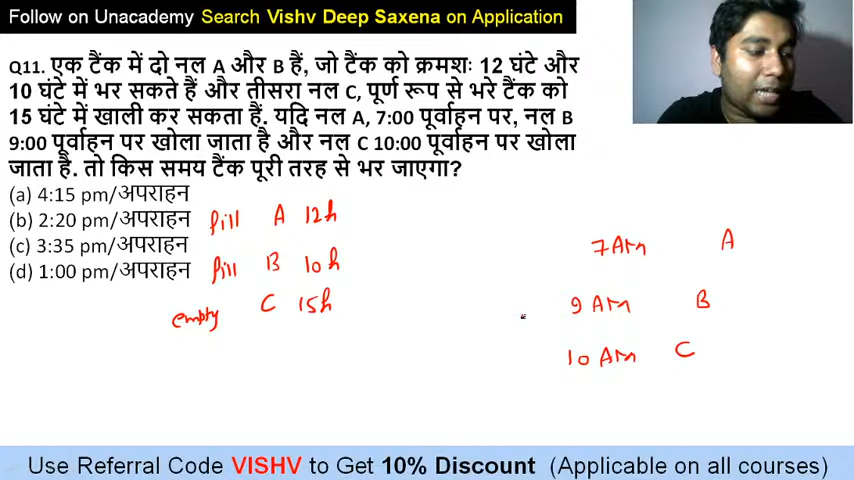 Follow on Unacademy Search Vishv Deep Saxena on Application
Q11. एक टैंक में दो नल A और B हैं, जो टैंक को क्रमशः 12 घंटे और
10 घंटे में भर सकते हैं और तीसरा नल C, पूर्ण रूप से भरे टैंक को
15 घंटे में खाली कर सकता है. यदि नल A, 7:00 पूर्वाहन पर, नल B
9:00 पूर्वाहन पर खोला जाता है और नल C 10:00 पूर्वाहन पर खोला
जाता है. तो किस समय टैंक पूरी तरह से भर जाएगा?
(a) 4:15 pm/अपराहन
(b) 2:20 pm/अपराहन
(c) 3:35 pm/अपराहन
(d) 1:00 pm/अपराहन
fill A 12h
fill B 10h
empty C 15h
7AM A
9 AM B
10 AM C
Use Referral Code VISHV to Get 10% Discount (Applicable on all courses)